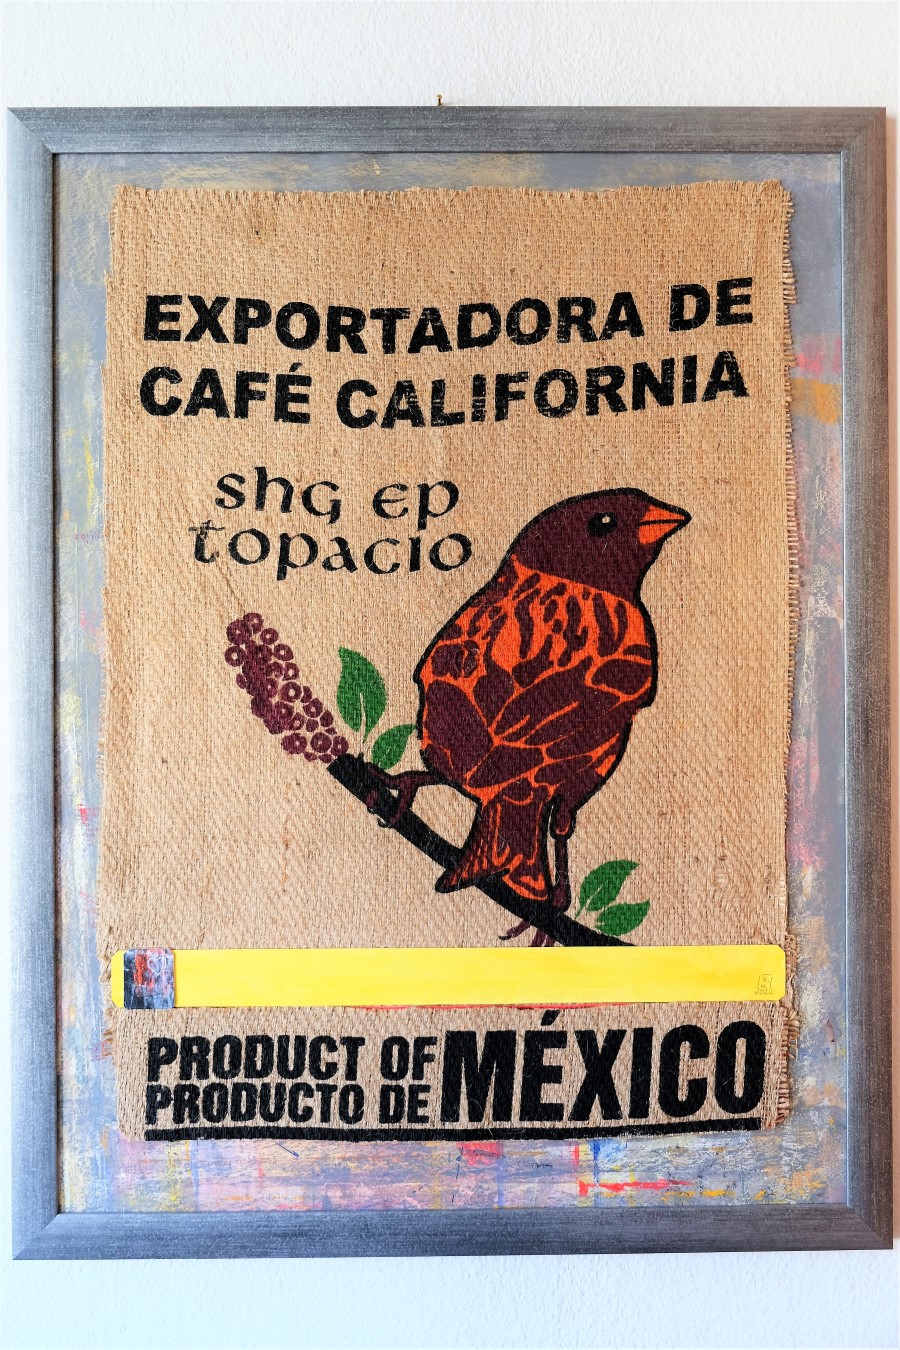 EXPORTADORA DE
CAFÉ CALIFORNIA
shg ep
topacio
PRODUCT OF
PRODUCTO DE
MÉXICO